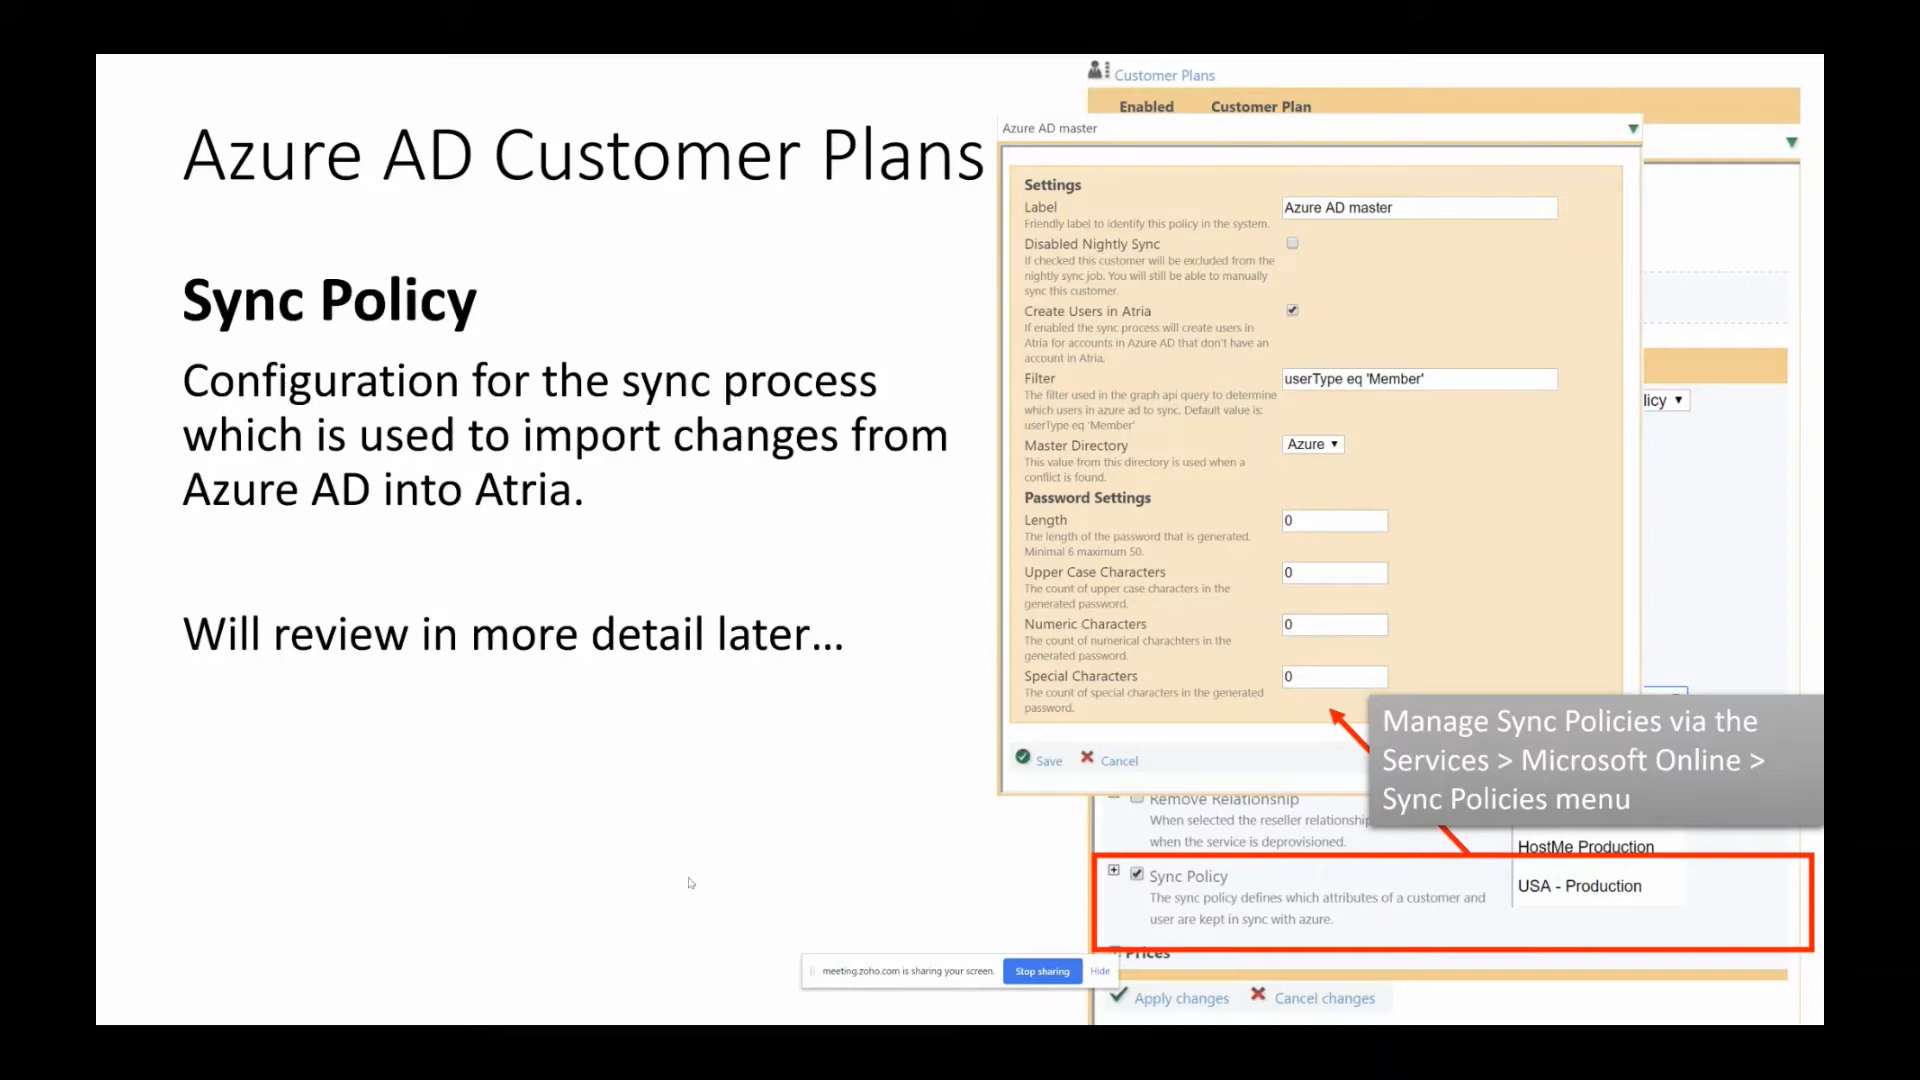 Azure AD Customer Plans
Sync Policy
Configuration for the sync process
which is used to import changes from
Azure AD into Atria.
Will review in more detail later...
Customer Plans
Enabled Customer Plan
Azure AD master
Settings
Label
Azure AD master
Friendly label to identify this policy in the system.
Disabled Nightly Sync
If checked this customer will be excluded from the
nightly sync job. You will still be able to manually
sync this customer.
Create Users in Atria
If enabled the sync process will create users in
Atria for accounts in Azure AD that don't have an
account in Atria.
Filter
userType eq 'Member'
The filter used in the graph api query to determine
which users in azure ad to sync. Default value is:
userType eq 'Member'
licy
Master Directory
Azure
This value from this directory is used when a
conflict is found.
Password Settings
Length
0
The length of the password that is generated.
Minimal 6 maximum 50.
Upper Case Characters
0
The count of upper case characters in the
generated password.
Numeric Characters
0
The count of numerical charachters in the
generated password.
Special Characters
0
The count of special characters in the generated
password.
Save Cancel
Manage Sync Policies via the
Services > Microsoft Online >
Sync Policies menu
Remove Relationship
When selected the reseller relationship
when the service is deprovisioned.
HostMe Production
USA - Production
Sync Policy
The sync policy defines which attributes of a customer and
user are kept in sync with azure.
Prices
Apply changes Cancel changes
meeting.zoho.com is sharing your screen. Stop sharing Hide